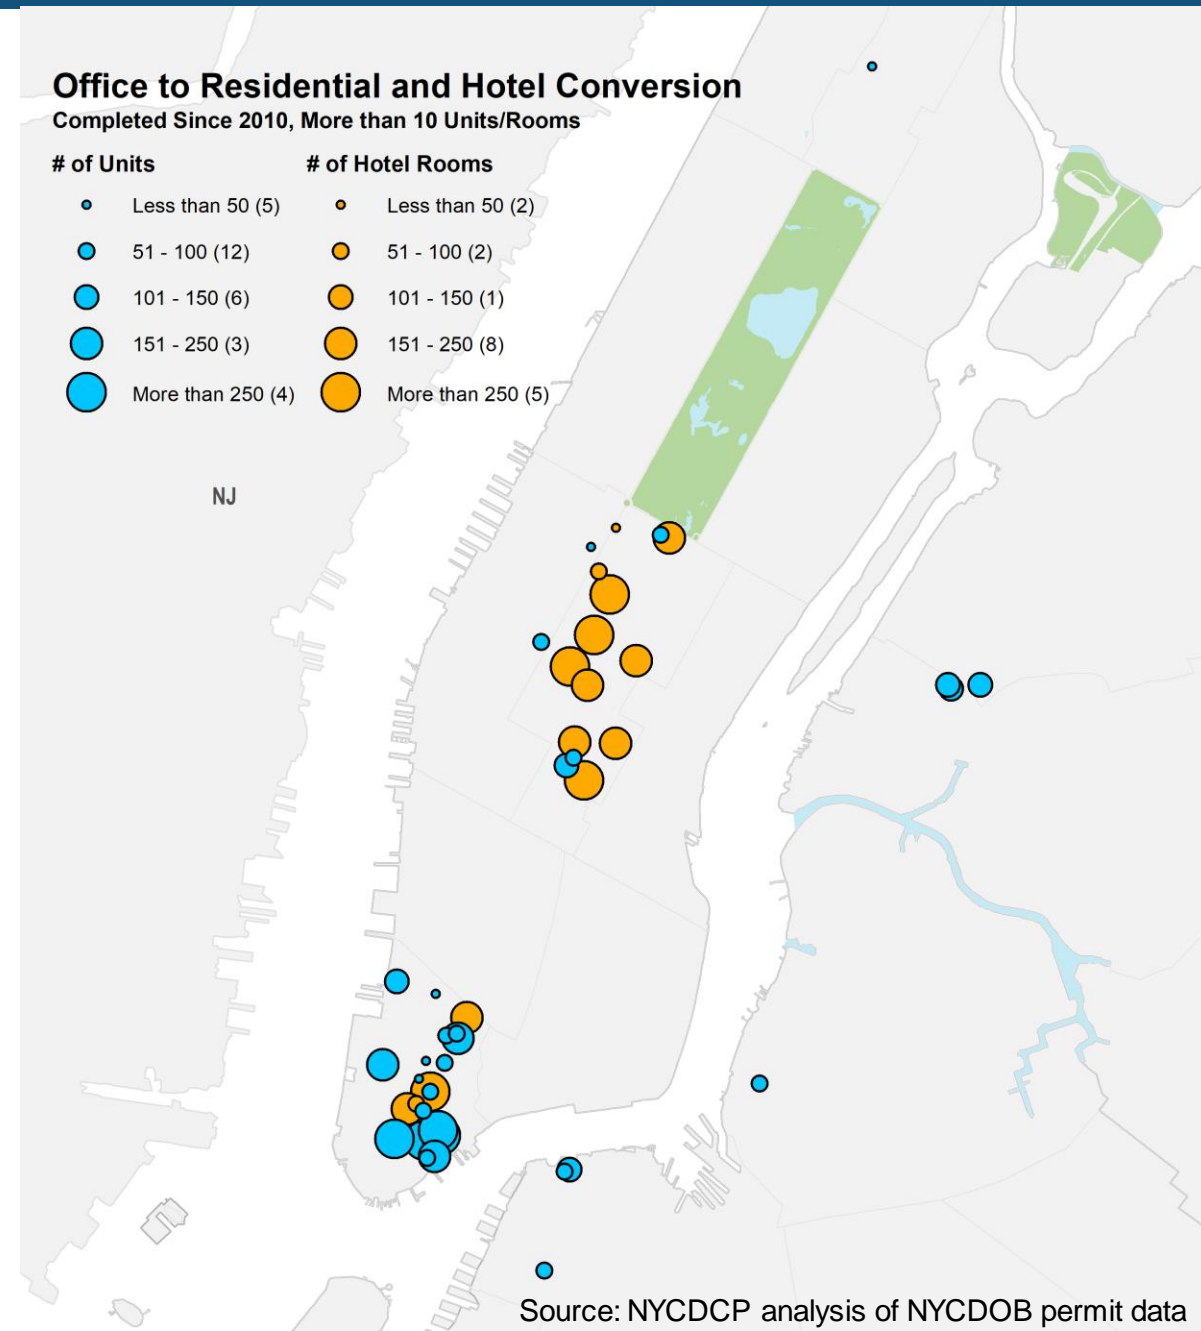 Office to Residential and Hotel Conversion
Completed Since 2010, More than 10 Units/Rooms
# of Units # of Hotel Rooms
Less than 50 (5) Less than 50 (2)
51 - 100 (12) 51 - 100 (2)
101 - 150 (6) 101 - 150 (1)
151 - 250 (3) 151 - 250 (8)
More than 250 (4) More than 250 (5)
NJ
Source: NYCDCP analysis of NYCDOB permit data